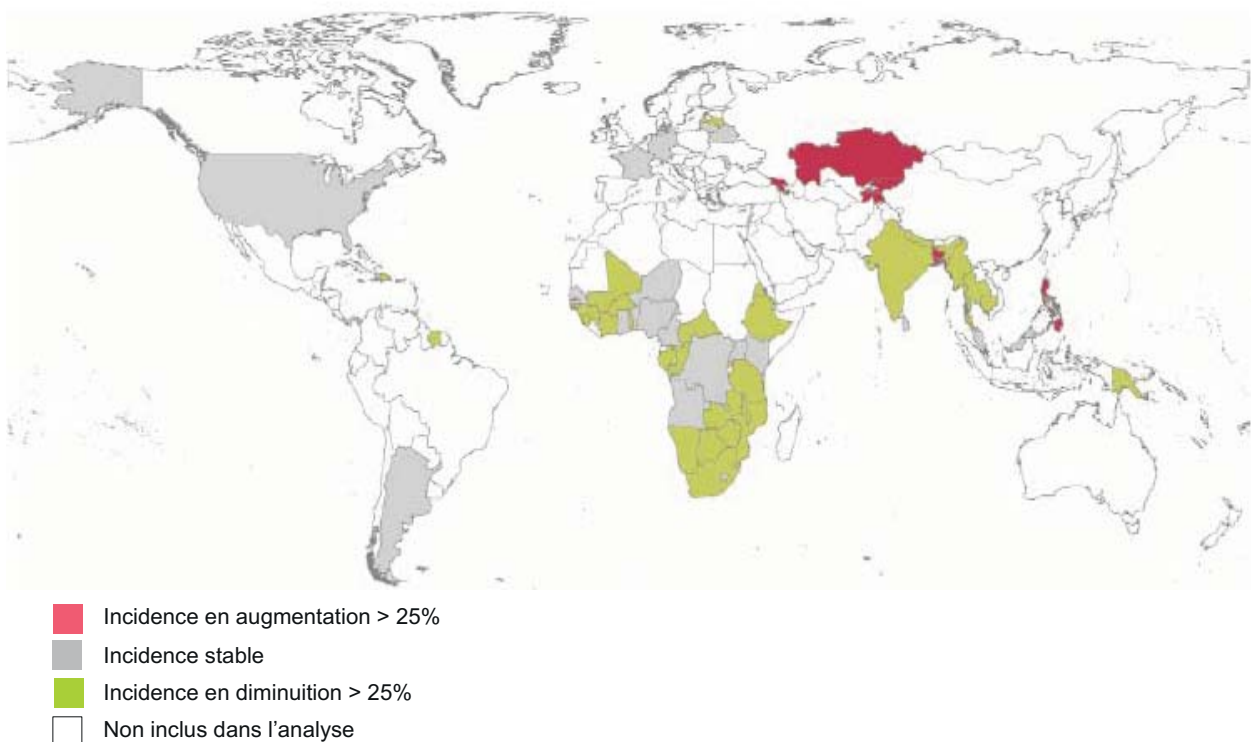 Incidence en augmentation > 25%
Incidence stable
Incidence en diminuition > 25%
Non inclus dans l'analyse